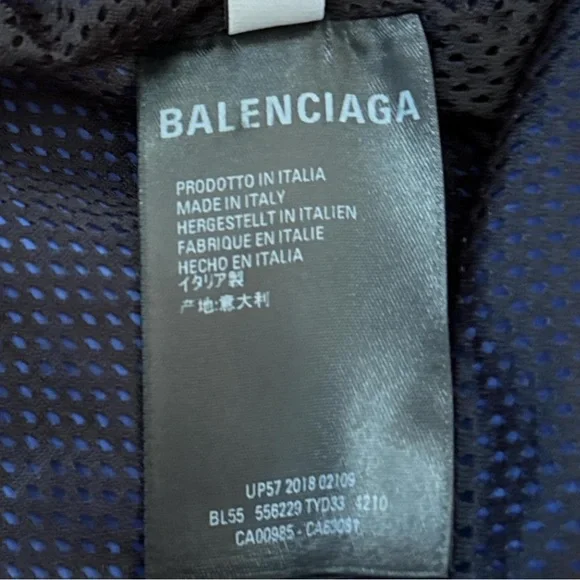 BALENCIAGA
PRODOTTO IN ITALIA
MADE IN ITALY
HERGESTELLT IN ITALIEN
FABRIQUE EN ITALIE
HECHO EN ITALIA
イタリア製
产地:意大利
UP57 2018 02109
BL55 556229 TYD33 4210
CA00985 -